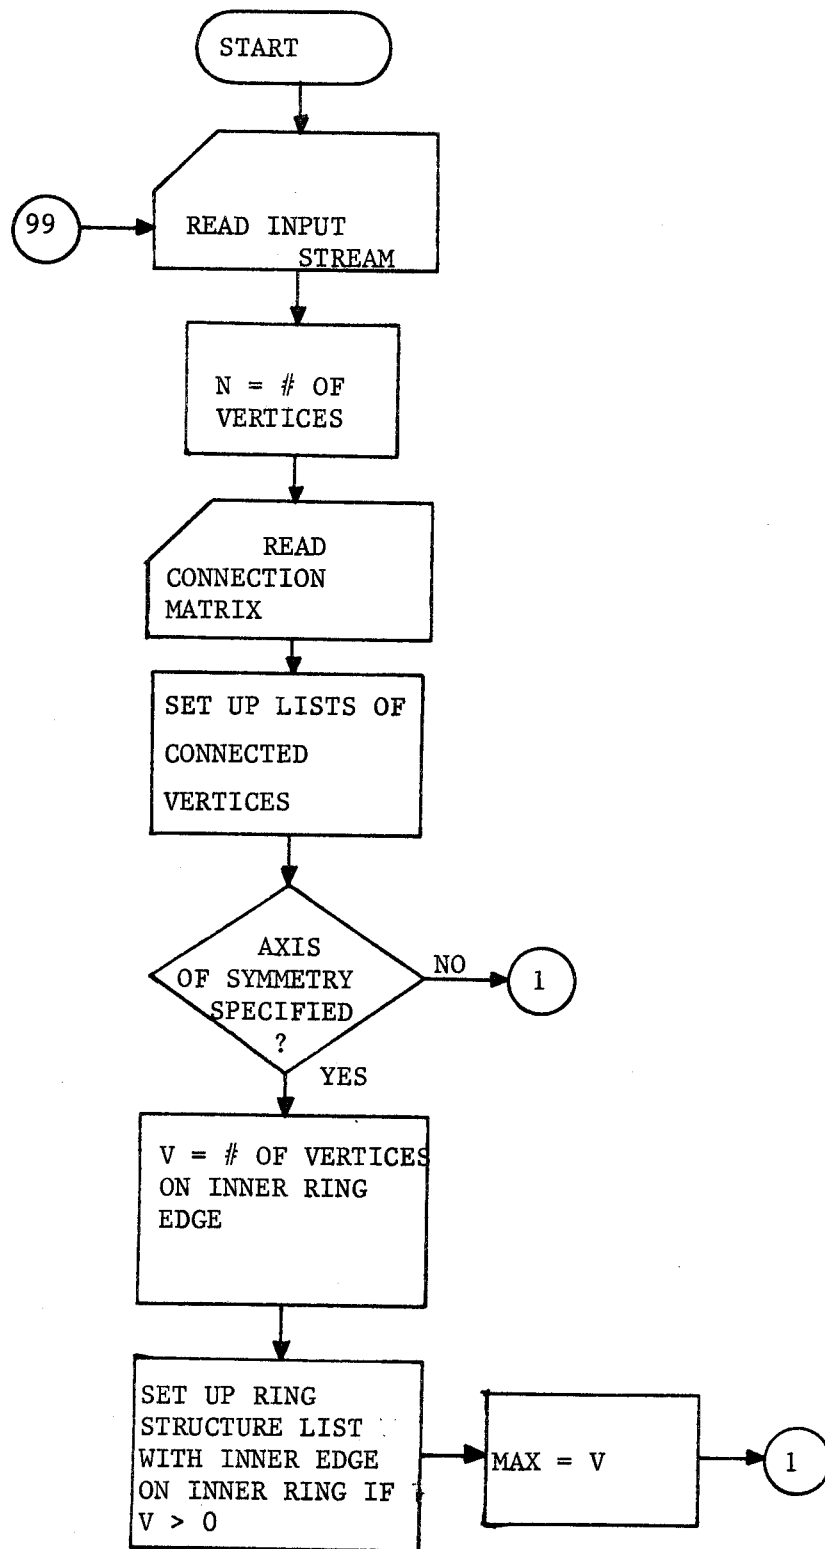 START
99
READ INPUT
STREAM
N = # OF
VERTICES
READ
CONNECTION
MATRIX
SET UP LISTS OF
CONNECTED
VERTICES
AXIS
OF SYMMETRY
SPECIFIED
?
NO
1
YES
V = # OF VERTICES
ON INNER RING
EDGE
SET UP RING
STRUCTURE LIST
WITH INNER EDGE
ON INNER RING IF
V > 0
MAX = V
1